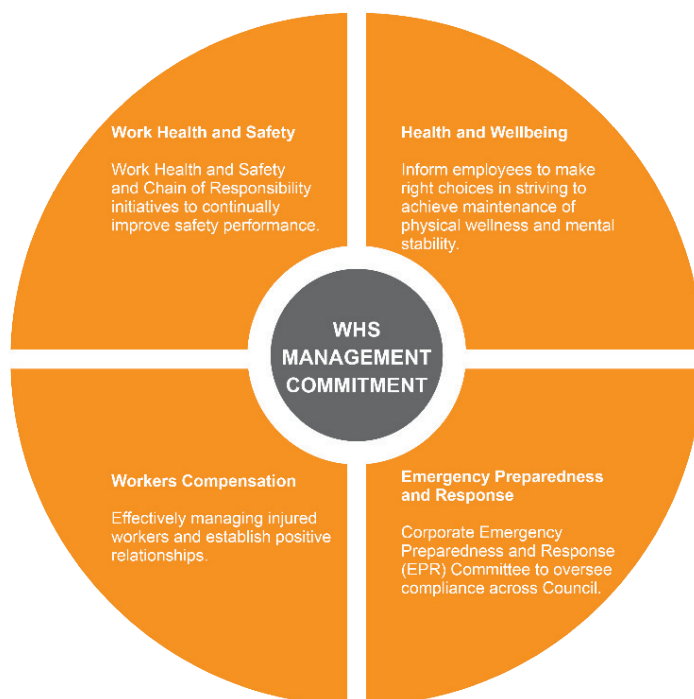 Work Health and Safety
Work Health and Safety
and Chain of Responsibility
initiatives to continually
improve safety performance.
Health and Wellbeing
Inform employees to make
right choices in striving to
achieve maintenance of
physical wellness and mental
stability.
WHS
MANAGEMENT
COMMITMENT
Workers Compensation
Effectively managing injured
workers and establish positive
relationships.
Emergency Preparedness
and Response
Corporate Emergency
Preparedness and Response
(EPR) Committee to oversee
compliance across Council.